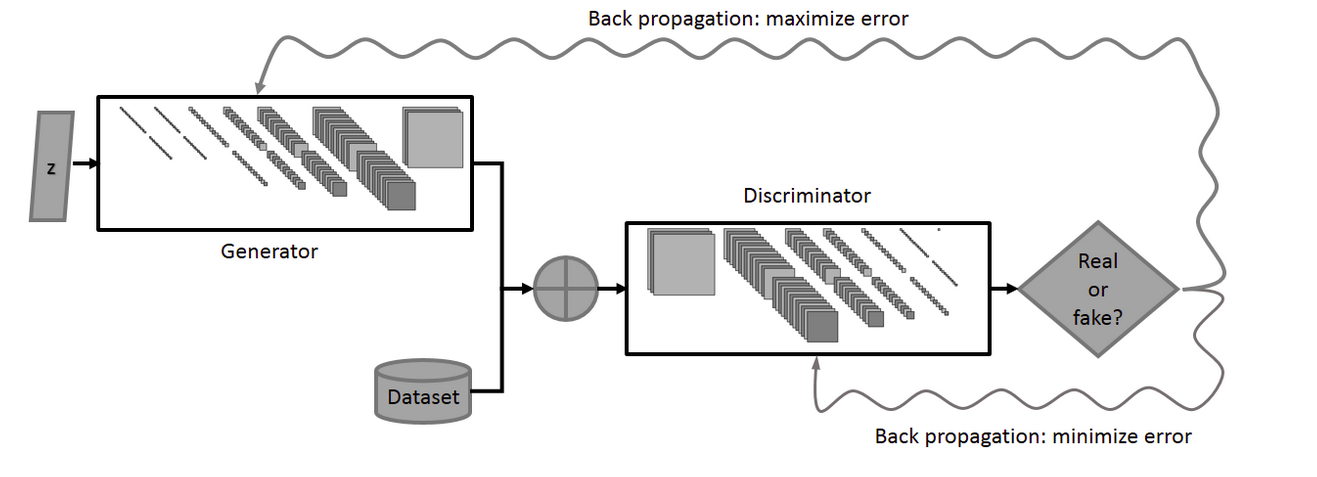 Back propagation: maximize error
z
Generator
Discriminator
Real
or
fake?
Dataset
Back propagation: minimize error